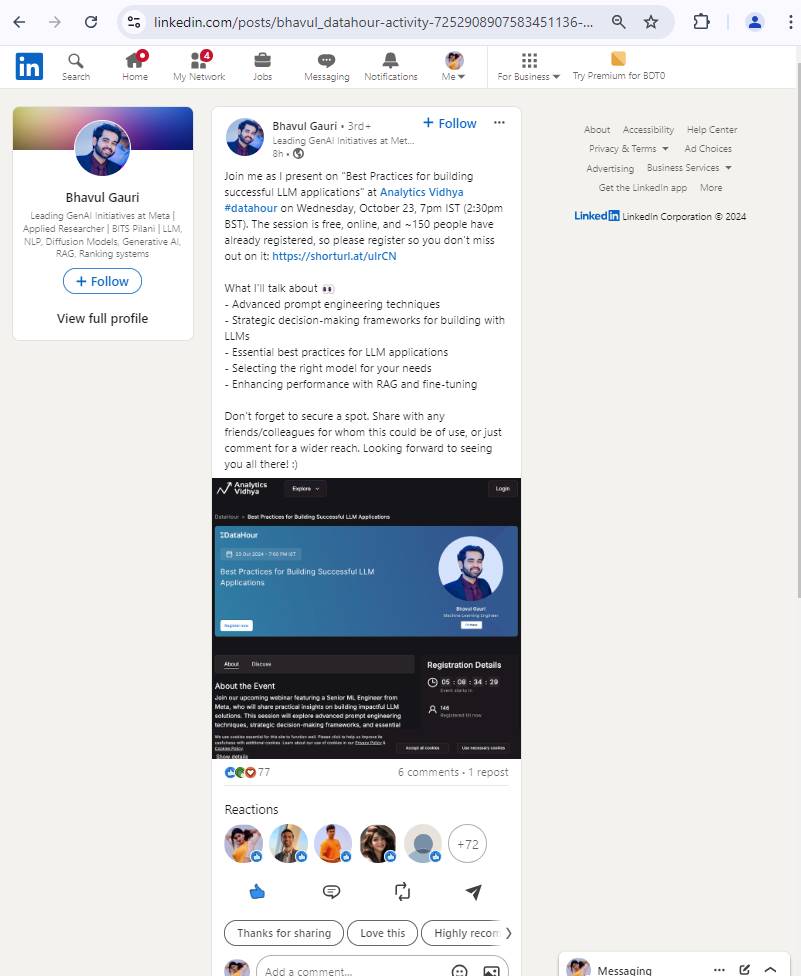 linkedin.com/posts/bhavul_datahour-activity-7252908907583451136-...
in
Search
Home
4
My Network
Jobs
Messaging
Notifications
Me
For Business
Try Premium for BDT0
Bhavul Gauri
Leading GenAI Initiatives at Meta |
Applied Researcher | BITS Pilani | LLM,
NLP, Diffusion Models, Generative AI,
RAG, Ranking systems
+ Follow
View full profile
Bhavul Gauri • 3rd+
Leading GenAI Initiatives at Met...
8h •
+ Follow
Join me as I present on "Best Practices for building
successful LLM applications" at Analytics Vidhya
#datahour on Wednesday, October 23, 7pm IST (2:30pm
BST). The session is free, online, and ~150 people have
already registered, so please register so you don't miss
out on it: https://shorturl.at/ulrCN
What I'll talk about 👀
- Advanced prompt engineering techniques
- Strategic decision-making frameworks for building with
LLMs
- Essential best practices for LLM applications
- Selecting the right model for your needs
- Enhancing performance with RAG and fine-tuning
Don't forget to secure a spot. Share with any
friends/colleagues for whom this could be of use, or just
comment for a wider reach. Looking forward to seeing
you all there! :)
Analytics
Vidhya
Explore
Login
DataHour > Best Practices for Building Successful LLM Applications
DataHour
23 Oct 2024 - 7:00 PM IST
Best Practices for Building Successful LLM
Applications
Register now
Bhavul Gauri
Machine Learning Engineer
About
Discuss
About the Event
Join our upcoming webinar featuring a Senior ML Engineer from
Meta, who will share practical insights on building impactful LLM
solutions. This session will explore advanced prompt engineering
techniques, strategic decision-making frameworks, and essential
Registration Details
05 : 08 : 34 : 29
Event starts in
146
Registered till now
We use cookies essential for this site to function well. Please click to help us improve its
usefulness with additional cookies. Learn about our use of cookies in our Privacy Policy &
Cookies Policy.
Show details
Accept all cookies
Use necessary cookies
77
6 comments • 1 repost
Reactions
+72
Thanks for sharing
Love this
Highly recom
Add a comment...
About
Accessibility
Help Center
Privacy & Terms
Ad Choices
Advertising
Business Services
Get the LinkedIn app
More
LinkedIn LinkedIn Corporation © 2024
Messaging